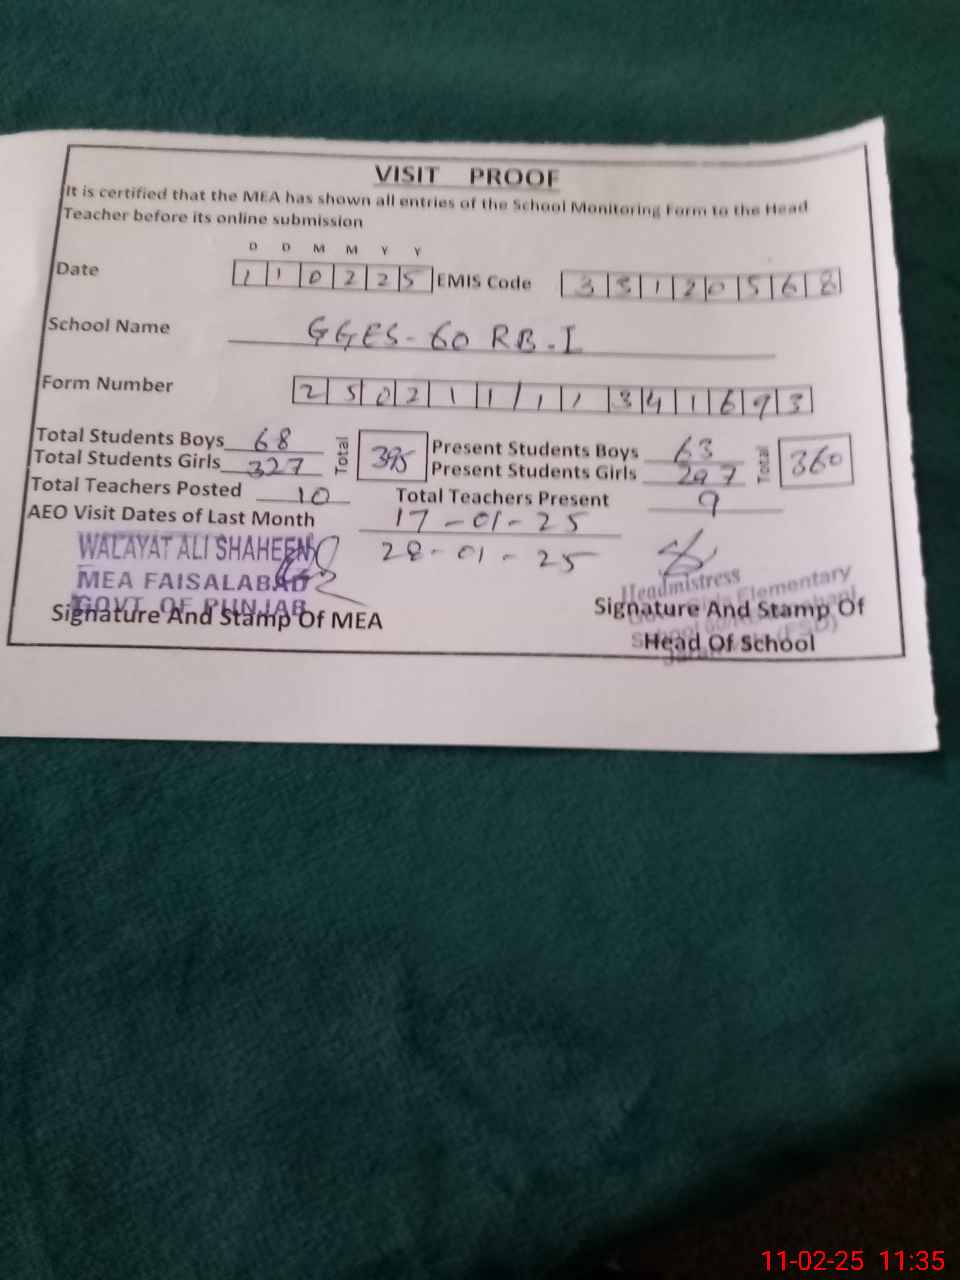 VISIT PROOF
It is certified that the MEA has shown all entries of the School Monitoring Form to the Head
Teacher before its online submission
D D M M Y Y
Date 1 1 0 2 2 5 EMIS Code 3 3 1 2 0 5 6 8
School Name GGES-60 RB-I
Form Number 2 5 0 2 1 1 1 1 1 3 4 1 6 9 3
Total Students Boys 68 Total 395 Present Students Boys 63 Total 360
Total Students Girls 327 Present Students Girls 297
Total Teachers Posted 10 Total Teachers Present 9
AEO Visit Dates of Last Month 17-01-25
28-01-25
WALAYAT ALI SHAHEEN
MEA FAISALABAD
GOVT. OF PUNJAB
Signature And Stamp Of MEA
Headmistress
Girls Elementary
Signature And Stamp Of
Head Of School
11-02-25 11:35